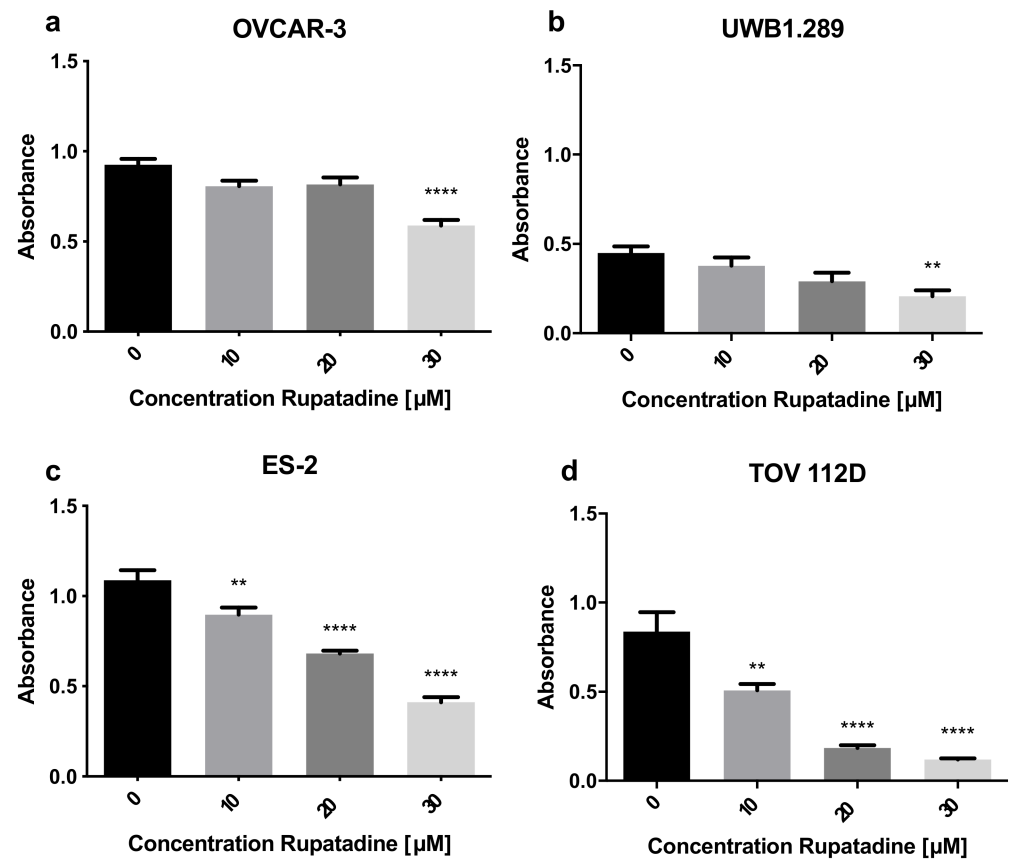 a
OVCAR-3
1.5
1.0
0.5
0.0
Absorbance
****
0
10
20
30
Concentration Rupatadine [µM]
b
UWB1.289
1.5
1.0
0.5
0.0
Absorbance
**
0
10
20
30
Concentration Rupatadine [µM]
c
ES-2
1.5
1.0
0.5
0.0
Absorbance
**
****
****
0
10
20
30
Concentration Rupatadine [µM]
d
TOV 112D
1.5
1.0
0.5
0.0
Absorbance
**
****
****
0
10
20
30
Concentration Rupatadine [µM]